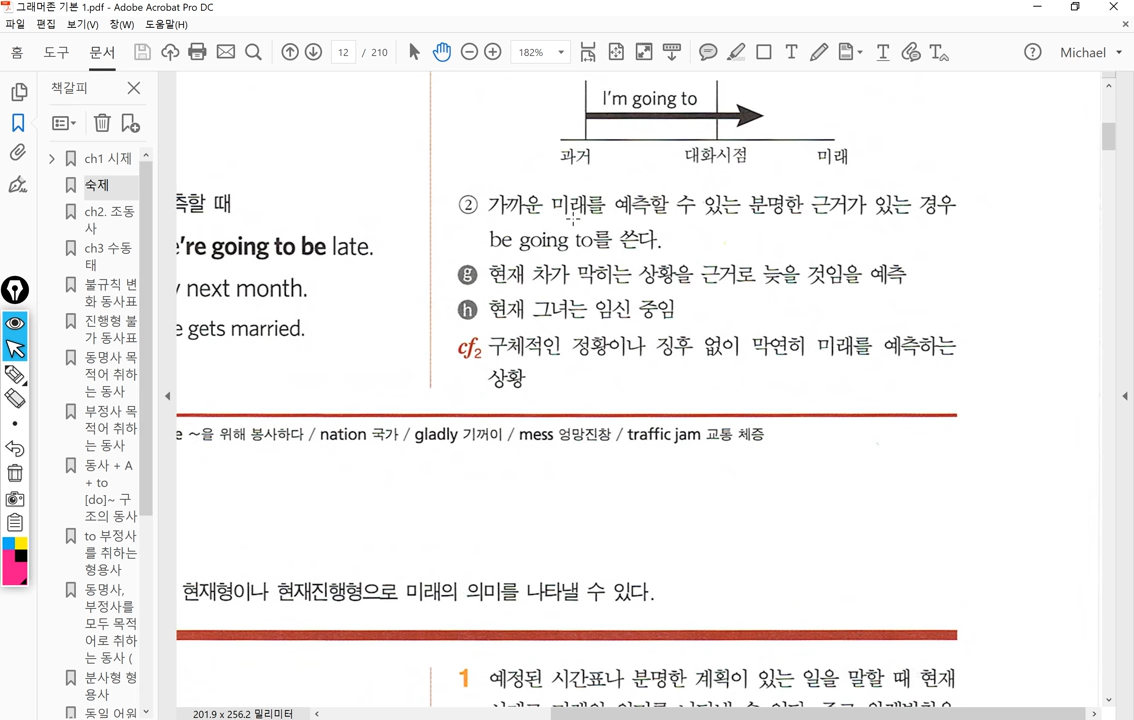 그래머존 기본 1.pdf - Adobe Acrobat Pro DC
파일 편집 보기(V) 창(W) 도움말(H)
홈 도구 문서 12 / 210 182% Michael
책갈피
ch1 시제
숙제
ch2. 조동
사
ch3 수동
태
불규칙 변
화 동사표
진행형 불
가 동사표
동명사 목
적어 취하
는 동사
부정사 목
적어 취하
는 동사
동사 + A
+ to
[do]~ 구
조의 동사
to 부정사
를 취하는
형용사
동명사,
부정사를
모두 목적
어로 취하
는 동사 (
분사형 형
용사
동일 어원
측할 때
're going to be late.
next month.
e gets married.
I'm going to
과거 대화시점 미래
② 가까운 미래를 예측할 수 있는 분명한 근거가 있는 경우
be going to를 쓴다.
g 현재 차가 막히는 상황을 근거로 늦을 것임을 예측
h 현재 그녀는 임신 중임
cf2 구체적인 정황이나 징후 없이 막연히 미래를 예측하는
상황
e ~을 위해 봉사하다 / nation 국가 / gladly 기꺼이 / mess 엉망진창 / traffic jam 교통 체증
현재형이나 현재진행형으로 미래의 의미를 나타낼 수 있다.
1 예정된 시간표나 분명한 계획이 있는 일을 말할 때 현재
201.9 x 256.2 밀리미터